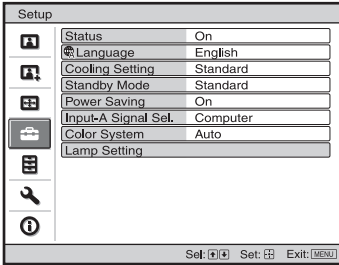 Setup
Status On
Language English
Cooling Setting Standard
Standby Mode Standard
Power Saving On
Input-A Signal Sel. Computer
Color System Auto
Lamp Setting
Sel: Set: Exit: MENU